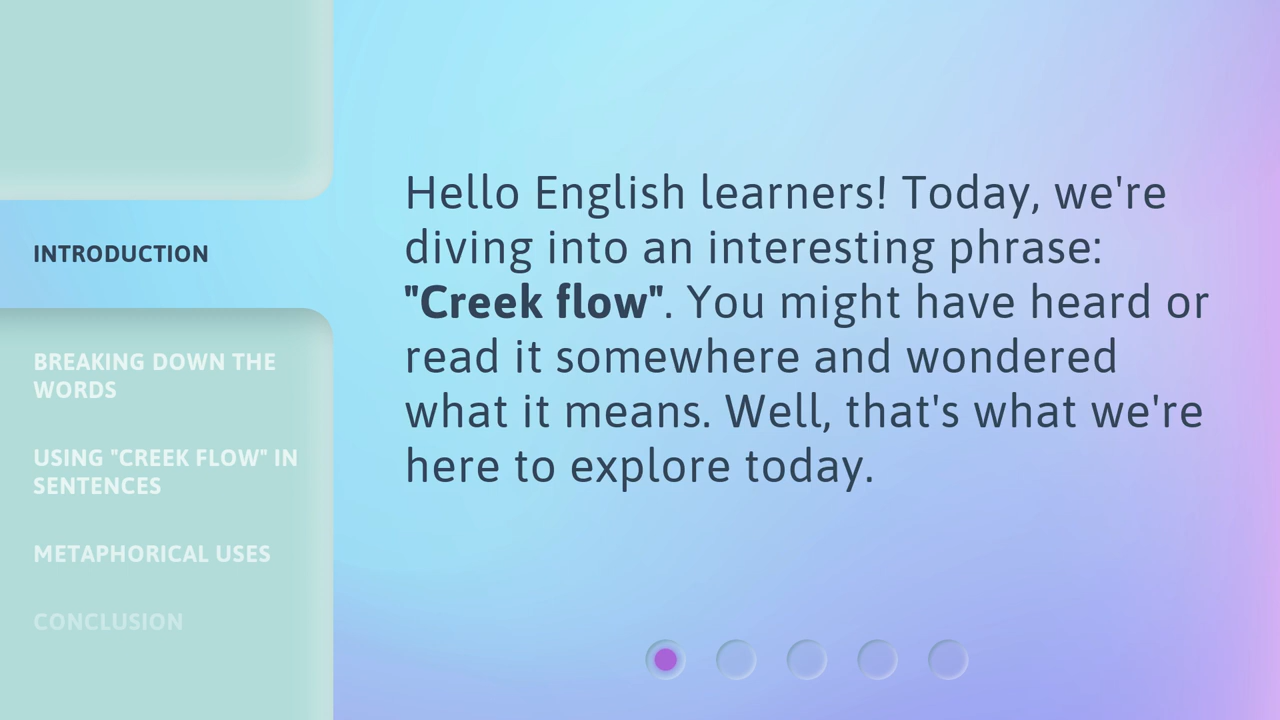 INTRODUCTION
BREAKING DOWN THE
WORDS
USING "CREEK FLOW" IN
SENTENCES
METAPHORICAL USES
CONCLUSION
Hello English learners! Today, we're
diving into an interesting phrase:
"Creek flow". You might have heard or
read it somewhere and wondered
what it means. Well, that's what we're
here to explore today.